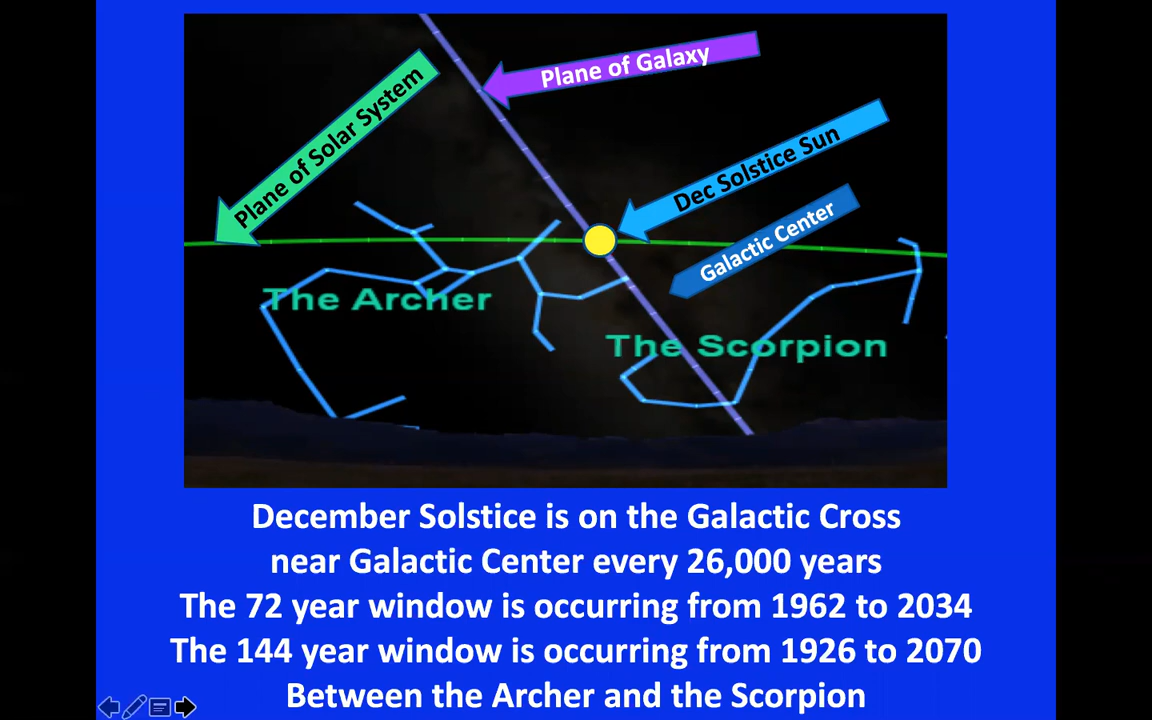 Plane of Galaxy
Plane of Solar System
Dec Solstice Sun
Galactic Center
The Archer
The Scorpion
December Solstice is on the Galactic Cross
near Galactic Center every 26,000 years
The 72 year window is occurring from 1962 to 2034
The 144 year window is occurring from 1926 to 2070
Between the Archer and the Scorpion